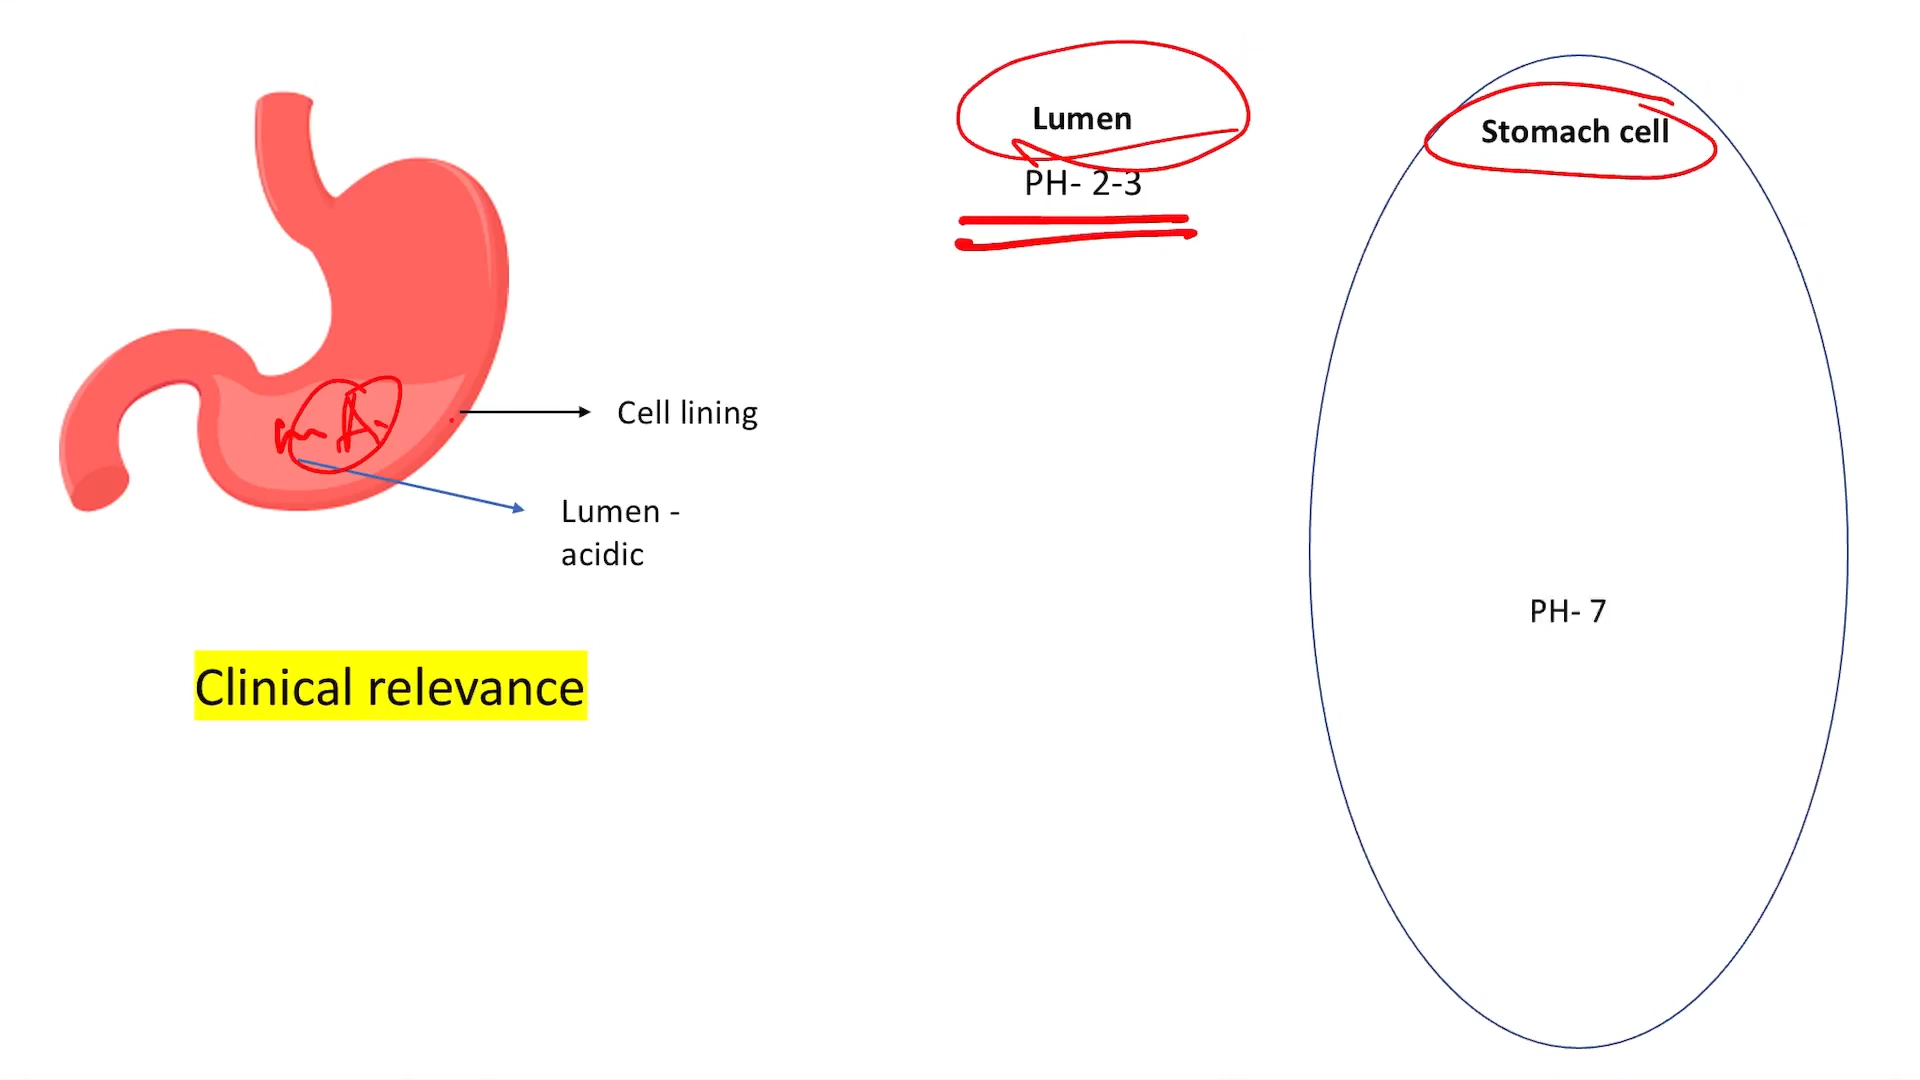 Lumen
PH- 2-3
Stomach cell
Cell lining
Lumen -
acidic
PH- 7
Clinical relevance